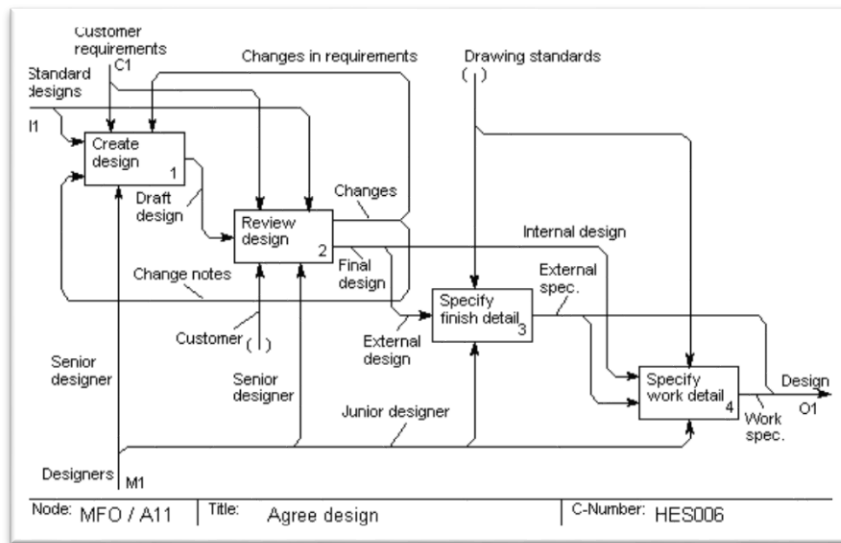 Customer
requirements
C1
Changes in requirements
Drawing standards
( )
Standard
designs
I1
Create
design
1
Draft
design
Changes
Review
design
2
Internal design
Final
design
External
spec.
Change notes
Specify
finish detail
3
Customer ( )
External
design
Senior
designer
Senior
designer
Specify
work detail
4
Design
O1
Junior designer
Work
spec.
Designers
M1
Node: MFO / A11 Title: Agree design C-Number: HES006